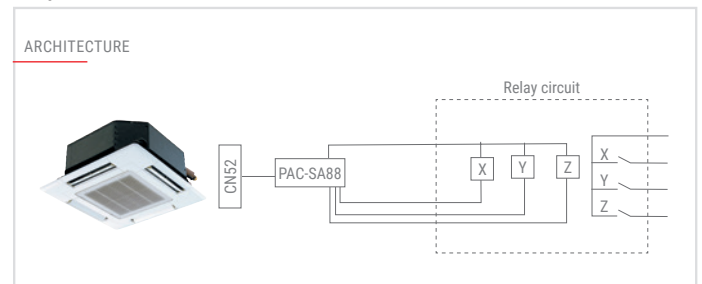 ARCHITECTURE
Relay circuit
CN52
PAC-SA88
X
Y
Z
X
Y
Z